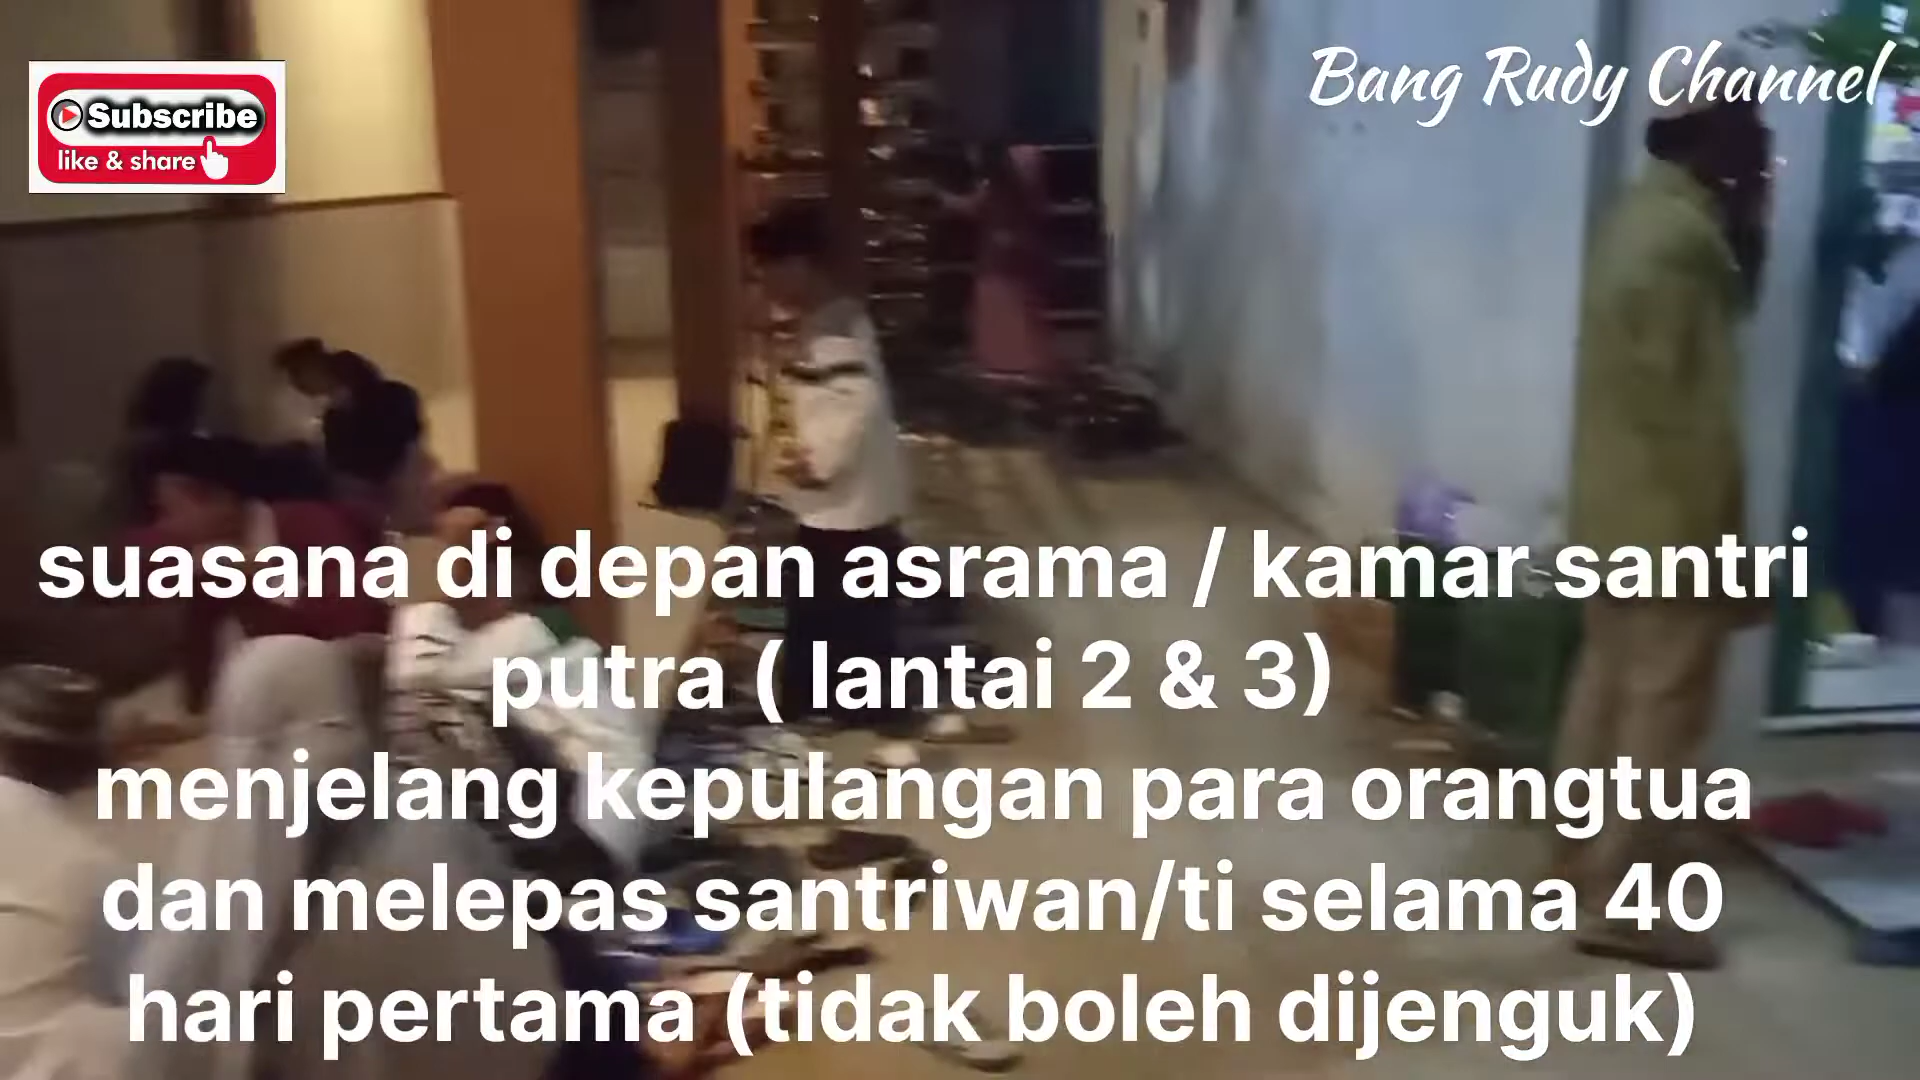 Bang Rudy Channel
Subscribe
like & share
suasana di depan asrama / kamar santri
putra ( lantai 2 & 3)
menjelang kepulangan para orangtua
dan melepas santriwan/ti selama 40
hari pertama (tidak boleh dijenguk)